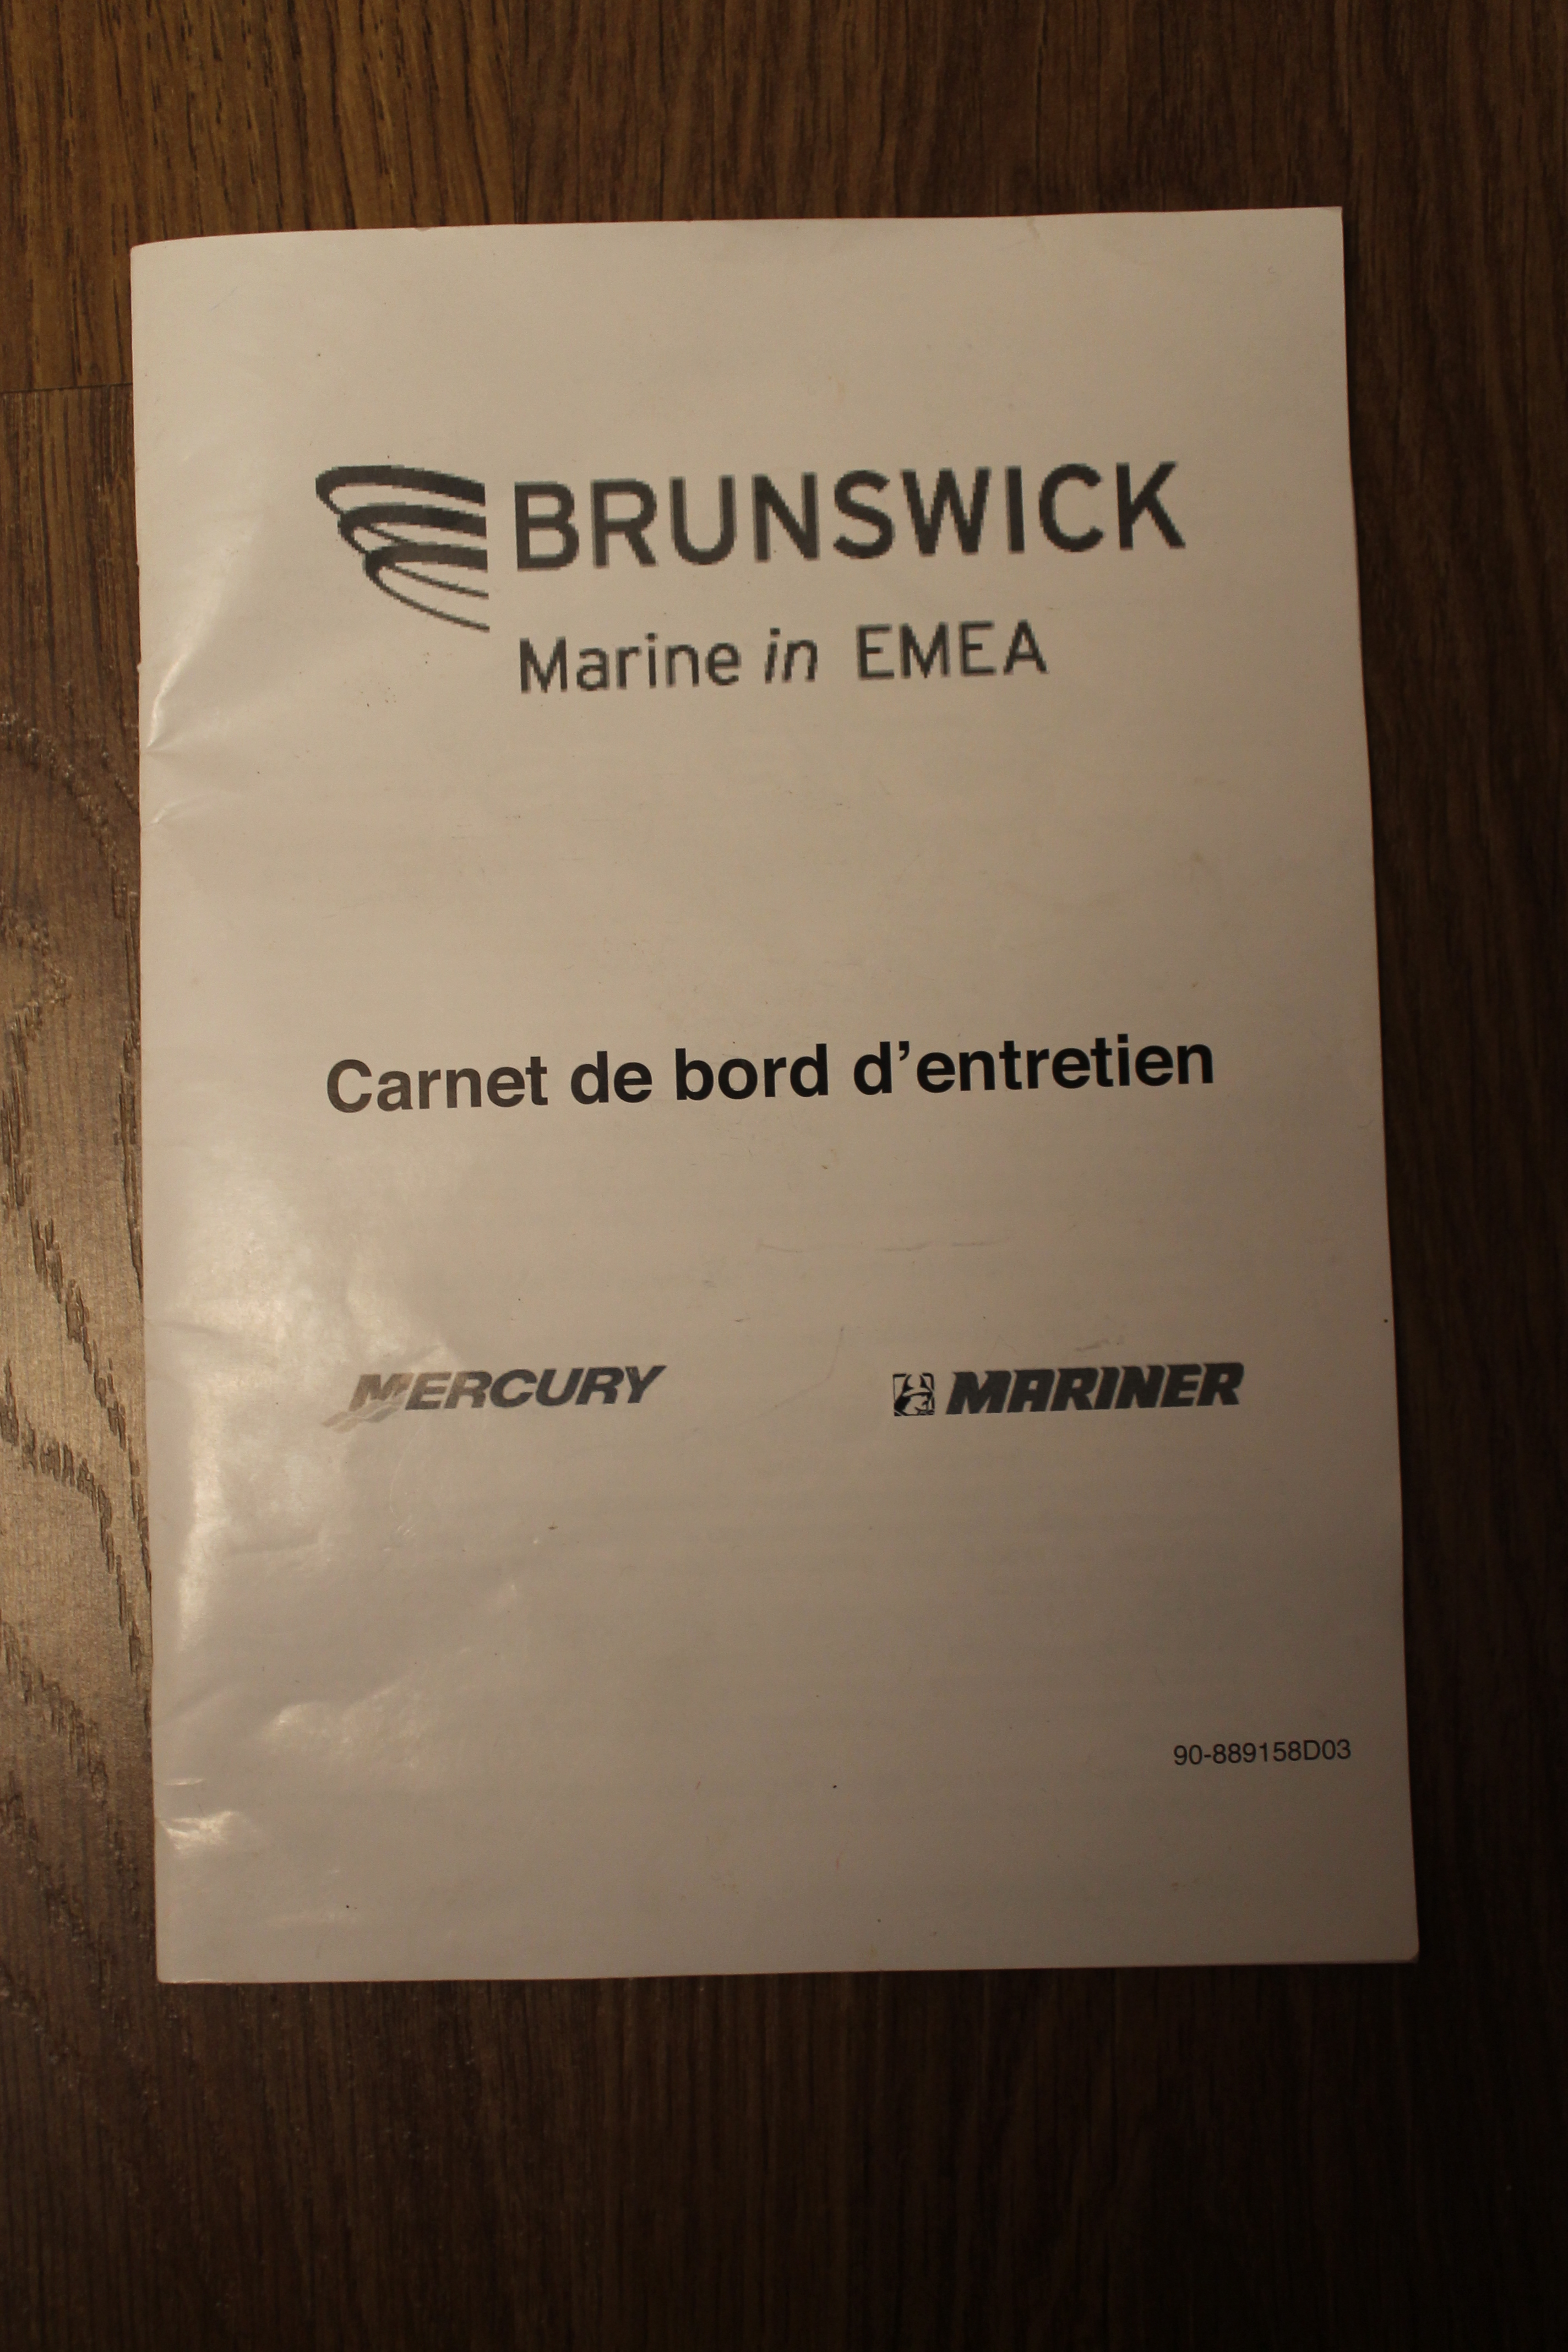 BRUNSWICK
Marine in EMEA
Carnet de bord d’entretien
MERCURY
MARINER
90-889158D03